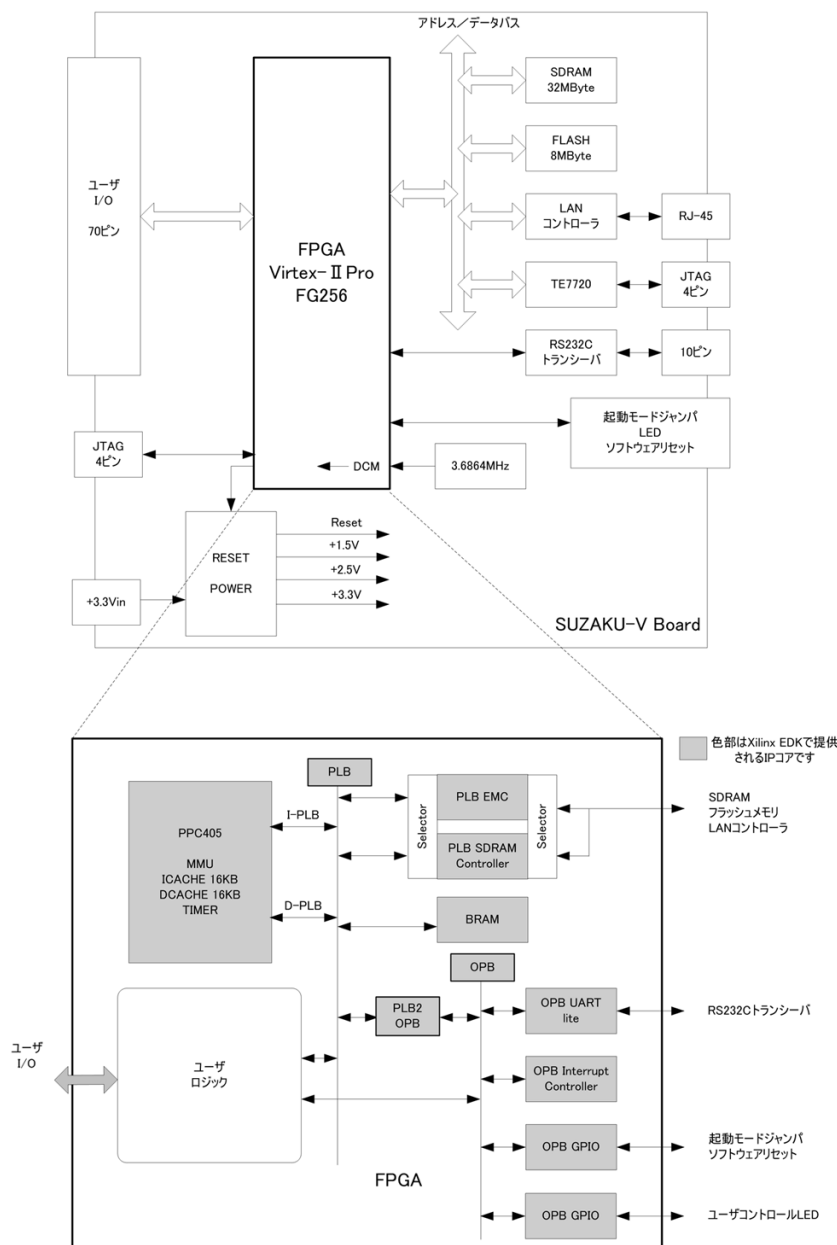 アドレス／データバス
SDRAM
32MByte
FLASH
8MByte
ユーザ
I/O
70ピン
LAN
コントローラ
RJ-45
FPGA
Virtex-ⅡPro
FG256
TE7720
JTAG
4ピン
RS232C
トランシーバ
10ピン
起動モードジャンパ
LED
ソフトウェアリセット
JTAG
4ピン
DCM
3.6864MHz
RESET
POWER
Reset
+1.5V
+2.5V
+3.3V
+3.3Vin
SUZAKU-V Board
色部はXilinx EDKで提供
されるIPコアです
PLB
PPC405
MMU
ICACHE 16KB
DCACHE 16KB
TIMER
I-PLB
D-PLB
Selector
PLB EMC
PLB SDRAM
Controller
Selector
SDRAM
フラッシュメモリ
LANコントローラ
BRAM
OPB
PLB2
OPB
OPB UART
lite
RS232Cトランシーバ
ユーザ
I/O
ユーザ
ロジック
OPB Interrupt
Controller
OPB GPIO
起動モードジャンパ
ソフトウェアリセット
FPGA
OPB GPIO
ユーザコントロールLED